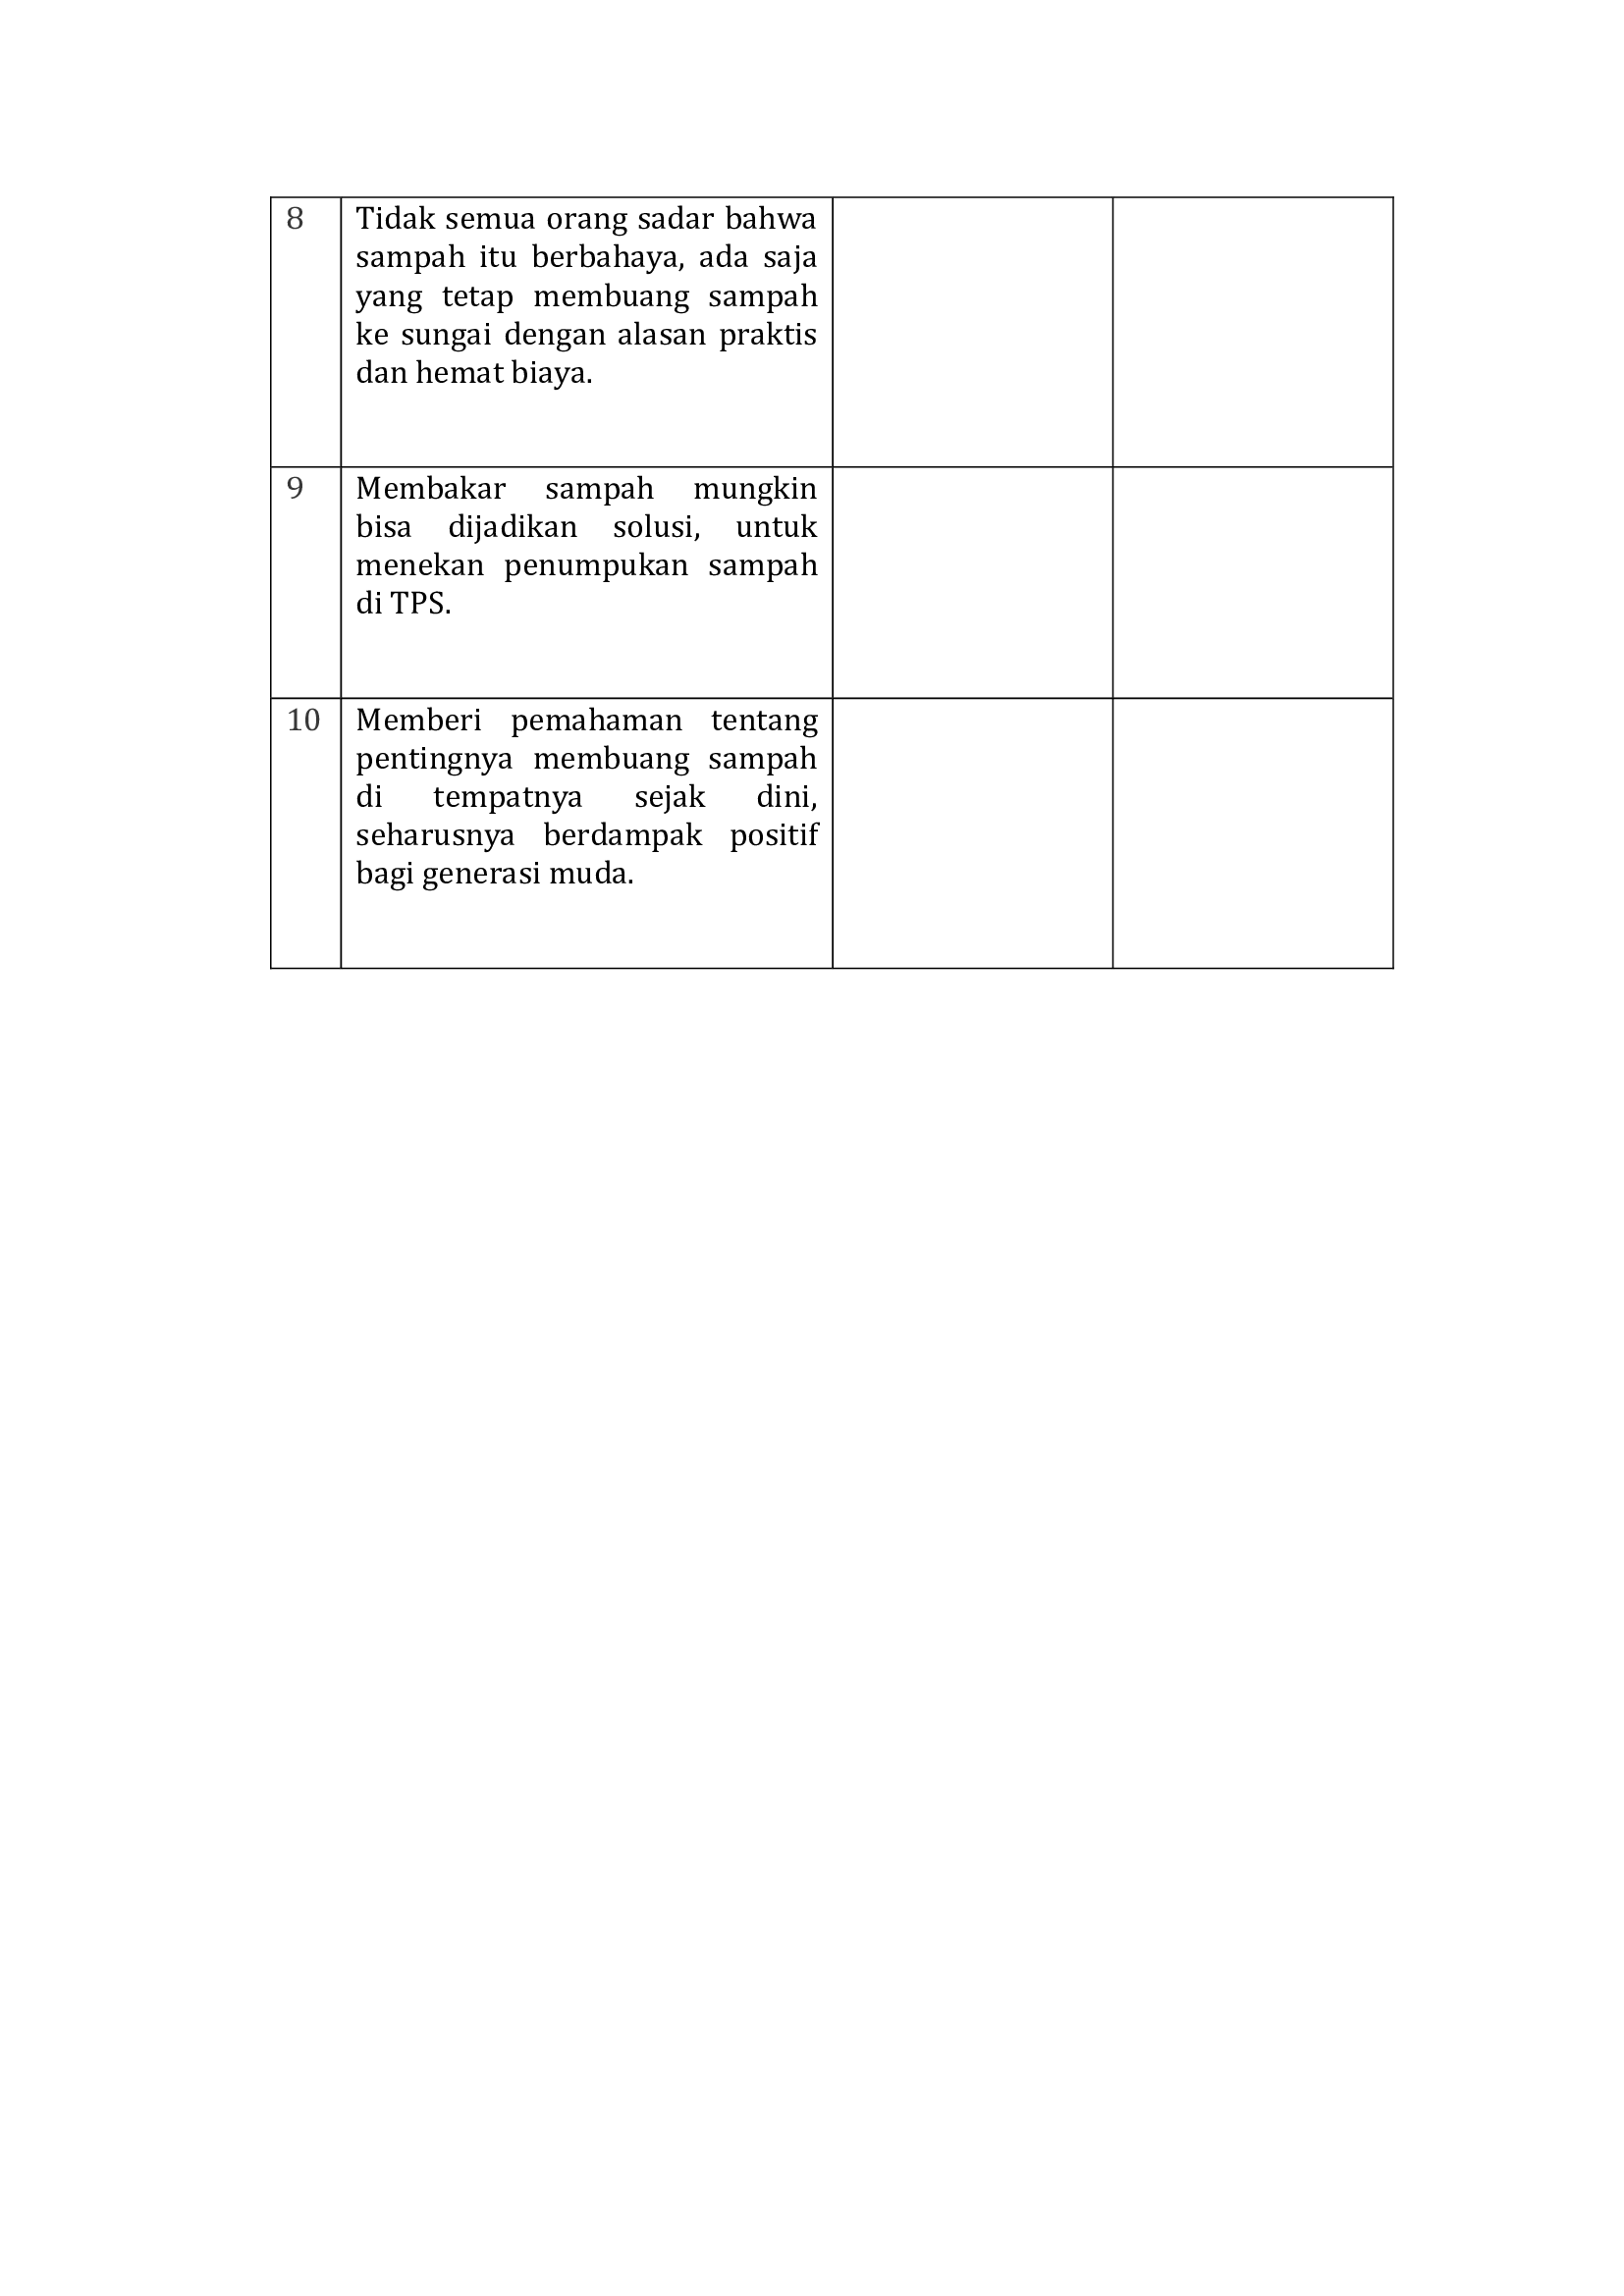 8
Tidak semua orang sadar bahwa
sampah itu berbahaya, ada saja
yang tetap membuang sampah
ke sungai dengan alasan praktis
dan hemat biaya.
9
Membakar sampah mungkin
bisa dijadikan solusi, untuk
menekan penumpukan sampah
di TPS.
10
Memberi pemahaman tentang
pentingnya membuang sampah
di tempatnya sejak dini,
seharusnya berdampak positif
bagi generasi muda.